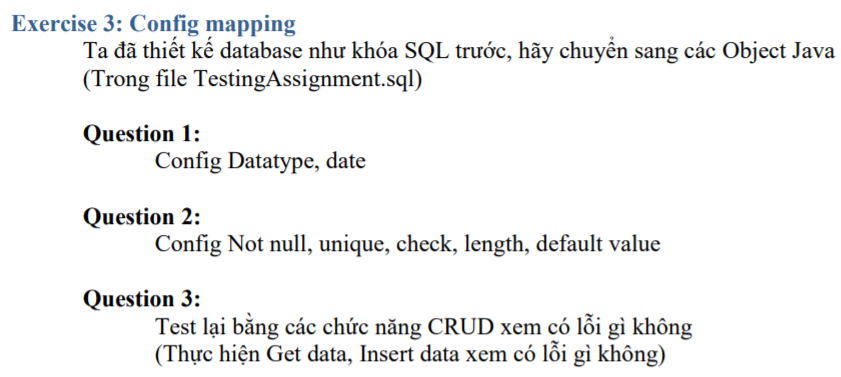 Exercise 3: Config mapping
Ta đã thiết kế database như khóa SQL trước, hãy chuyển sang các Object Java
(Trong file TestingAssignment.sql)
Question 1:
Config Datatype, date
Question 2:
Config Not null, unique, check, length, default value
Question 3:
Test lại bằng các chức năng CRUD xem có lỗi gì không
(Thực hiện Get data, Insert data xem có lỗi gì không)